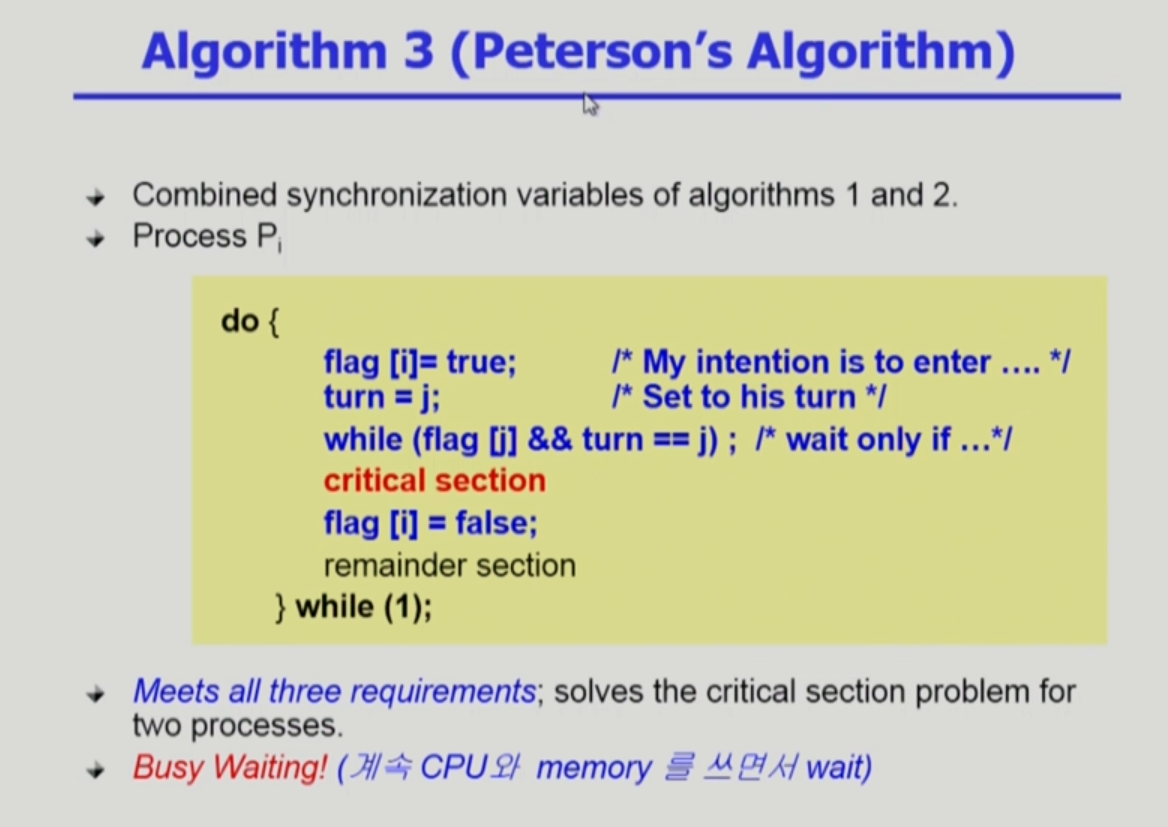 Algorithm 3 (Peterson's Algorithm)
Combined synchronization variables of algorithms 1 and 2.
Process Pi
do {
flag [i]= true; /* My intention is to enter .... */
turn = j; /* Set to his turn */
while (flag [j] && turn == j) ; /* wait only if ...*/
critical section
flag [i] = false;
remainder section
} while (1);
Meets all three requirements; solves the critical section problem for
two processes.
Busy Waiting! (계속 CPU와 memory 를 쓰면서 wait)